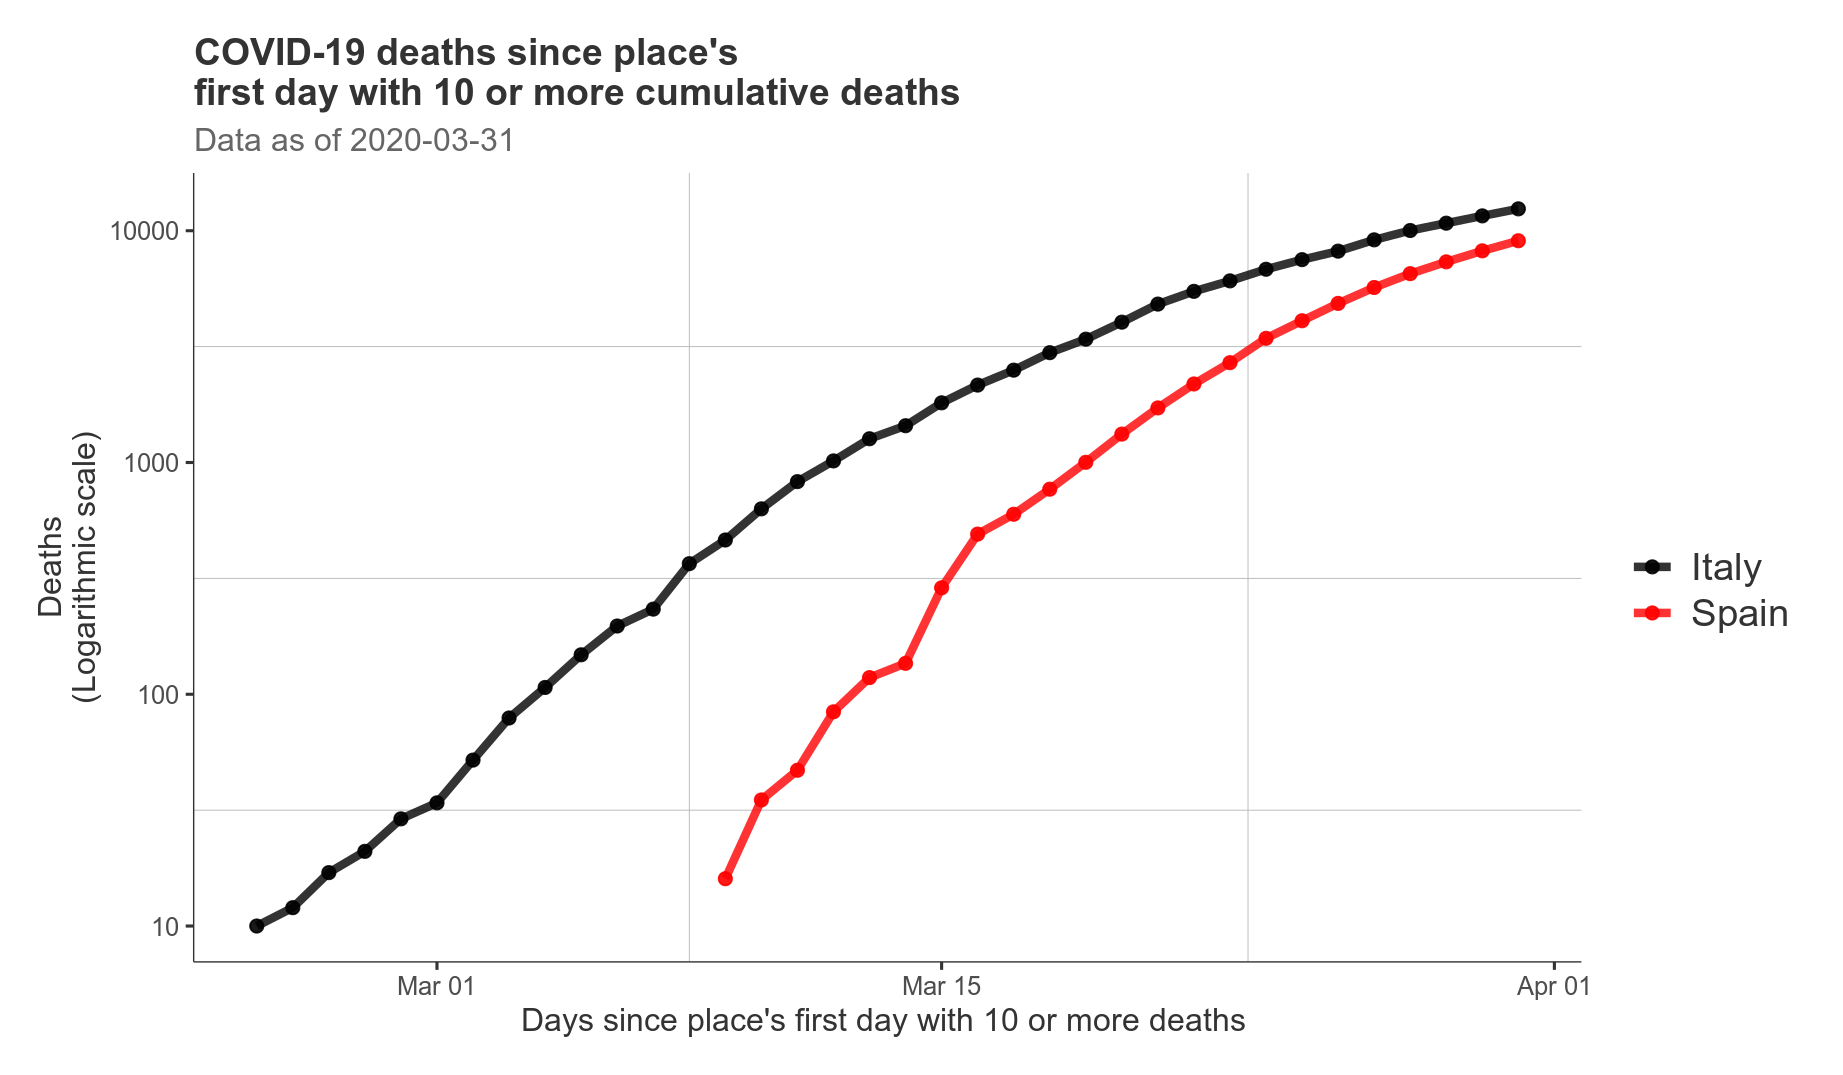 COVID-19 deaths since place's
first day with 10 or more cumulative deaths
Data as of 2020-03-31
10000
1000
100
10
Deaths
(Logarithmic scale)
Mar 01
Mar 15
Apr 01
Days since place's first day with 10 or more deaths
Italy
Spain